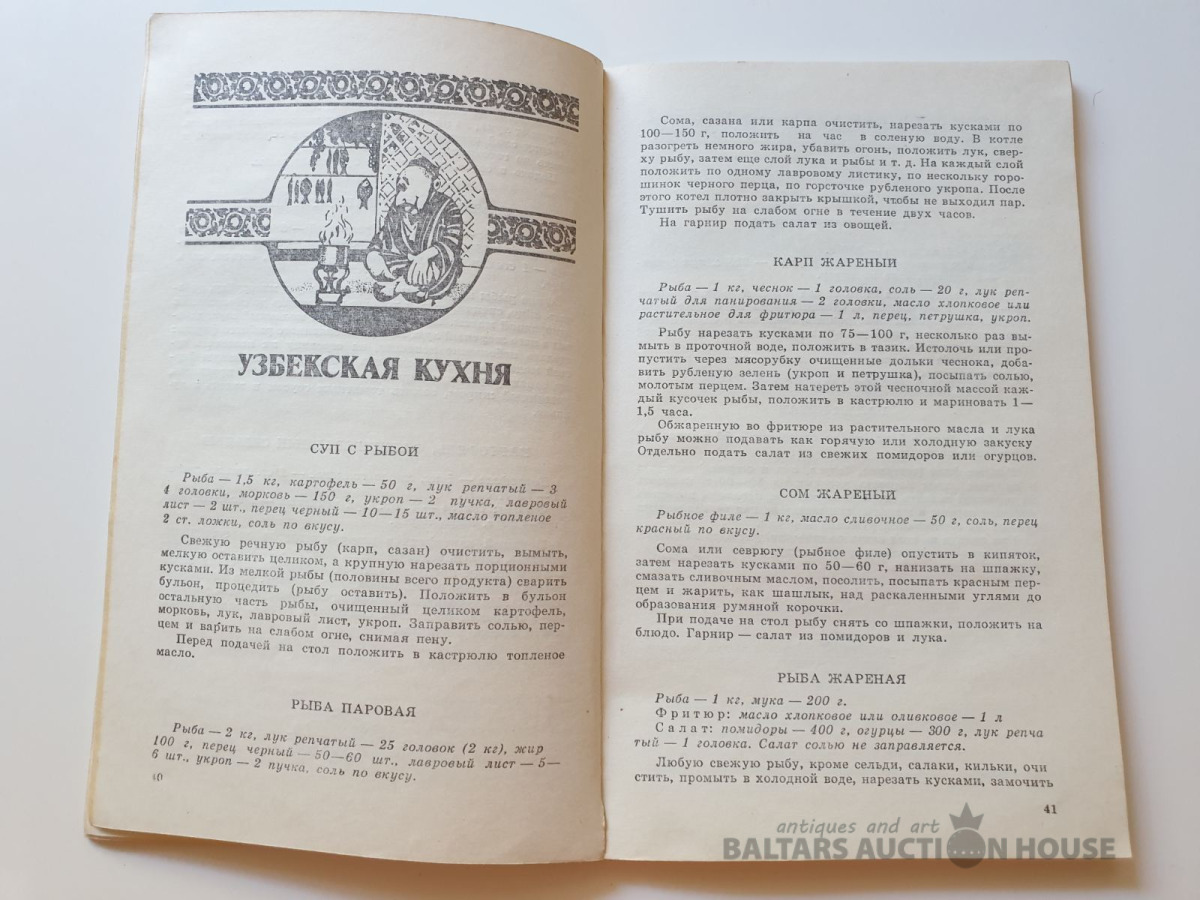 УЗБЕКСКАЯ КУХНЯ
СУП С РЫБОЙ
Рыба — 1,5 кг, картофель — 50 г, лук репчатый — 3
4 головки, морковь — 150 г, укроп — 2 пучка, лавровый
лист — 2 шт., перец черный — 10—15 шт., масло топленое
2 ст. ложки, соль по вкусу.
Свежую речную рыбу (карп, сазан) очистить, вымыть,
мелкую оставить целиком, а крупную нарезать порционными
кусками. Из мелкой рыбы (половины всего продукта) сварить
бульон, процедить (рыбу оставить). Положить в бульон
остальную часть рыбы, очищенный целиком картофель,
морковь, лук, лавровый лист, укроп. Заправить солью, пер-
цем и варить на слабом огне, снимая пену.
Перед подачей на стол положить в кастрюлю топленое
масло.
РЫБА ПАРОВАЯ
Рыба — 2 кг, лук репчатый — 25 головок (2 кг), жир
100 г, перец черный — 50—60 шт., лавровый лист — 5—
6 шт., укроп — 2 пучка, соль по вкусу.
40
Сома, сазана или карпа очистить, нарезать кусками по
100—150 г, положить на час в соленую воду. В котле
разогреть немного жира, убавить огонь, положить лук, свер-
ху рыбу, затем еще слой лука и рыбы и т. д. На каждый слой
положить по одному лавровому листику, по нескольку горо-
шинок черного перца, по горсточке рубленого укропа. После
этого котел плотно закрыть крышкой, чтобы не выходил пар.
Тушить рыбу на слабом огне в течение двух часов.
На гарнир подать салат из овощей.
КАРП ЖАРЕНЫЙ
Рыба — 1 кг, чеснок — 1 головка, соль — 20 г, лук реп-
чатый для панирования — 2 головки, масло хлопковое или
растительное для фритюра — 1 л, перец, петрушка, укроп.
Рыбу нарезать кусками по 75—100 г, несколько раз вы-
мыть в проточной воде, положить в тазик. Истолочь или про-
пустить через мясорубку очищенные дольки чеснока, доба-
вить рубленую зелень (укроп и петрушка), посыпать солью,
молотым перцем. Затем натереть этой чесночной массой каж-
дый кусочек рыбы, положить в кастрюлю и мариновать 1—
1,5 часа.
Обжаренную во фритюре из растительного масла и лука
рыбу можно подавать как горячую или холодную закуску
Отдельно подать салат из свежих помидоров или огурцов.
СОМ ЖАРЕНЫЙ
Рыбное филе — 1 кг, масло сливочное — 50 г, соль, перец
красный по вкусу.
Сома или севрюгу (рыбное филе) опустить в кипяток,
затем нарезать кусками по 50—60 г, нанизать на шпажку,
смазать сливочным маслом, посолить, посыпать красным пер-
цем и жарить, как шашлык, над раскаленными углями до
образования румяной корочки.
При подаче на стол рыбу снять со шпажки, положить на
блюдо. Гарнир — салат из помидоров и лука.
РЫБА ЖАРЕНАЯ
Рыба — 1 кг, мука — 200 г.
Фритюр: масло хлопковое или оливковое — 1 л
Салат: помидоры — 400 г, огурцы — 300 г, лук репча
тый — 1 головка. Салат солью не заправляется.
Любую свежую рыбу, кроме сельди, салаки, кильки, очи
стить, промыть в холодной воде, нарезать кусками, замочить
41
antiques and art
BALTARS AUCTION HOUSE